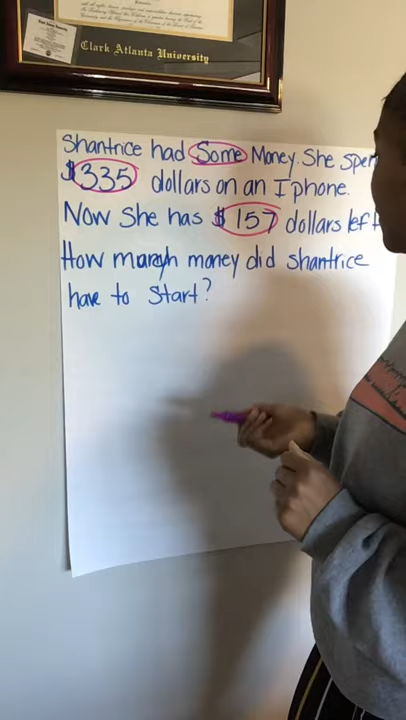 Clark Atlanta University
Shantrice had Some Money. She spen
$335 dollars on an Iphone.
Now She has $157 dollars left
How many money did shantrice
have to Start?